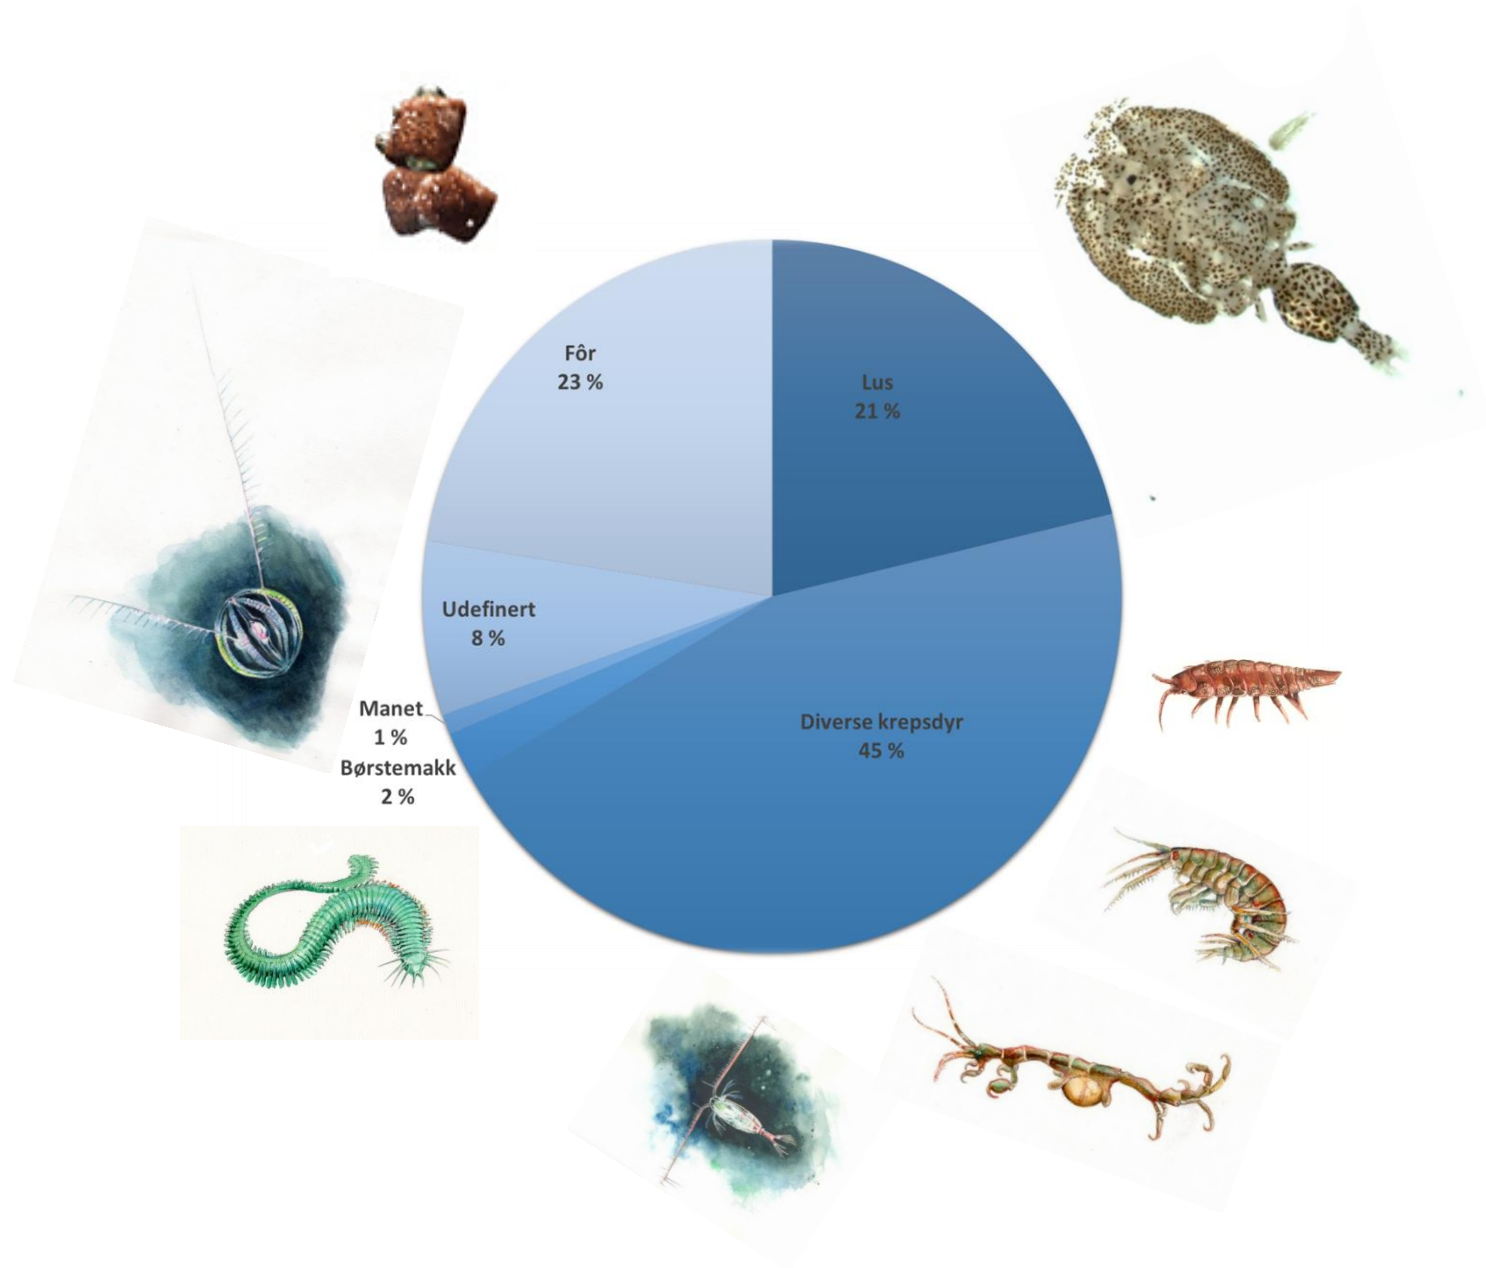 Fôr
23 %
Lus
21 %
Udefinert
8 %
Manet
1 %
Børstemakk
2 %
Diverse krepsdyr
45 %